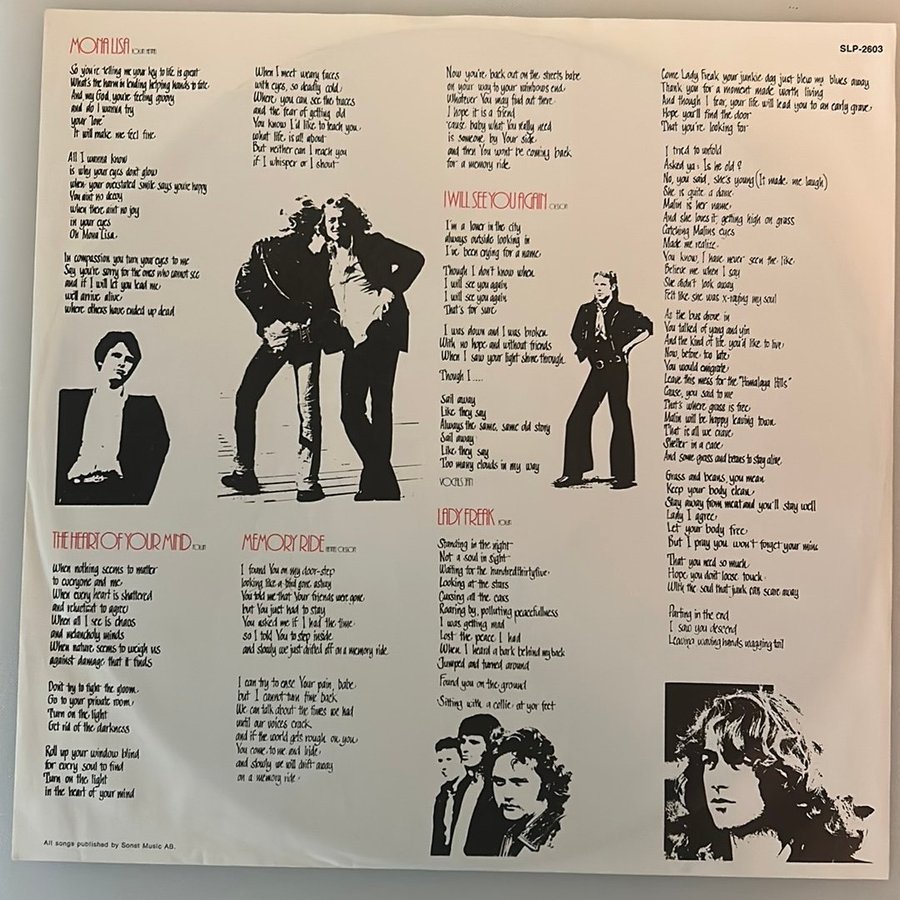 SLP-2603
MONA LISA
So you're telling me your key to life is great
What's the harm in lending helping hands to fate
And my God, you're feeling groovy
and do I wanna try
your "love"
It will make me feel fine
All I wanna know
is why your eyes don't glow
when your overstated smile says you're happy
You ain't no decoy
when there ain't no joy
in your eyes
Oh Mona Lisa
In compassion you turn your eyes to me
Say you're sorry for the ones who cannot see
and if I will let you lead me
we'll arrive alive
where others have ended up dead
THE HEART OF YOUR MIND
When nothing seems to matter
to everyone and me
When every heart is shattered
and reluctant to agree
When all I see is chaos
and melancholy minds
When nature seems to weigh us
against damage that it finds
Don't try to fight the gloom
Go to your private room
Turn on the light
Get rid of the darkness
Roll up your window blind
for every soul to find
Turn on the light
in the heart of your mind
All songs published by Sonet Music AB.
When I meet weary faces
with eyes, so deadly cold
Where you can see the traces
and the fear of getting old
You know I'd like to teach you
what life is all about
But neither can I reach you
if I whisper or I shout
MEMORY RIDE
I found You on my door-step
looking like a bird gone astray
You told me that Your friends were gone
but You just had to stay
You asked me if I had the time
so I told You to step inside
and slowly we just drifted off on a memory ride
I can try to ease Your pain, babe
but I cannot turn time back
We can talk about the times we had
until our voices crack
and if the world gets rough on you
You come to me and hide
and slowly we will drift away
on a memory ride
Now you're back out on the streets babe
on your way to your rainbows end
Whatever You may find out there
I hope it is a friend
'cause baby what You really need
is someone by Your side
and then You won't be coming back
for a memory ride
I WILL SEE YOU AGAIN
I'm a loner in the city
always outside looking in
I've been crying for a name
Though I don't know when
I will see you again
I will see you again
That's for sure
I was down and I was broken
With no hope and without friends
When I saw your light shine through
Though I....
Sail away
Like they say
Always the same, same old story
Sail away
Like they say
Too many clouds in my way
VOCALS: JAN
LADY FREAK
Standing in the night
Not a soul in sight
Waiting for the hundredthirtyfive
Looking at the stars
Cursing all the cars
Roaring by, polluting peacefullness
I was getting mad
Lost the peace I had
When I heard a bark behind my back
Jumped and turned around
Found you on the ground
Sitting with a collie at yor feet
Come Lady Freak your junkie dog just blew my blues away
Thank you for a moment made worth living
And though I fear, your life will lead you to an early grave
Hope you'll find the door
That you're looking for
I tried to unfold
Asked ya: Is he old?
No, you said, she's young (It made me laugh)
She is quite a dame
Malin is her name
And she loves it, getting high on grass
Catching Malins eyes
Made me realize
You know, I have never seen the like
Believe me when I say
She didn't look away
Felt like she was x-raying my soul
As the bus drove in
You talked of yang and yin
And the kind of life you'd like to live
Now, before too late
You would emigrate
Leave this mess for the "Himalaya Hills"
Cause, you said to me
That's where grass is free
Malin will be happy leaving town
That is all we crave
Shelter in a cave
And some grass and beans to stay alive
Grass and beans, you mean
Keep your body clean
Stay away from meat and you'll stay well
Lady I agree
Let your body free
But I pray you won't forget your mind
That you need so much
Hope you don't loose touch
With the soul that junk can scare away
Parting in the end
I saw you descend
Leaving waving hands wagging tail